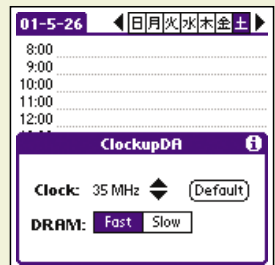 01-5-26 日 月 火 水 木 金 土
8:00
9:00
10:00
11:00
12:00
ClockupDA i
Clock: 35 MHz (Default)
DRAM: Fast Slow